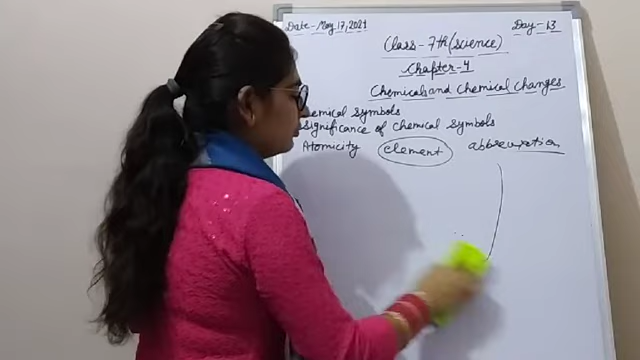 Date- May 17, 2021 Day- 13
Class- 7th (science)
Chapter-4
Chemicals and Chemical changes
hemical symbols
significance of Chemical symbols
Atomicity element abbreviation